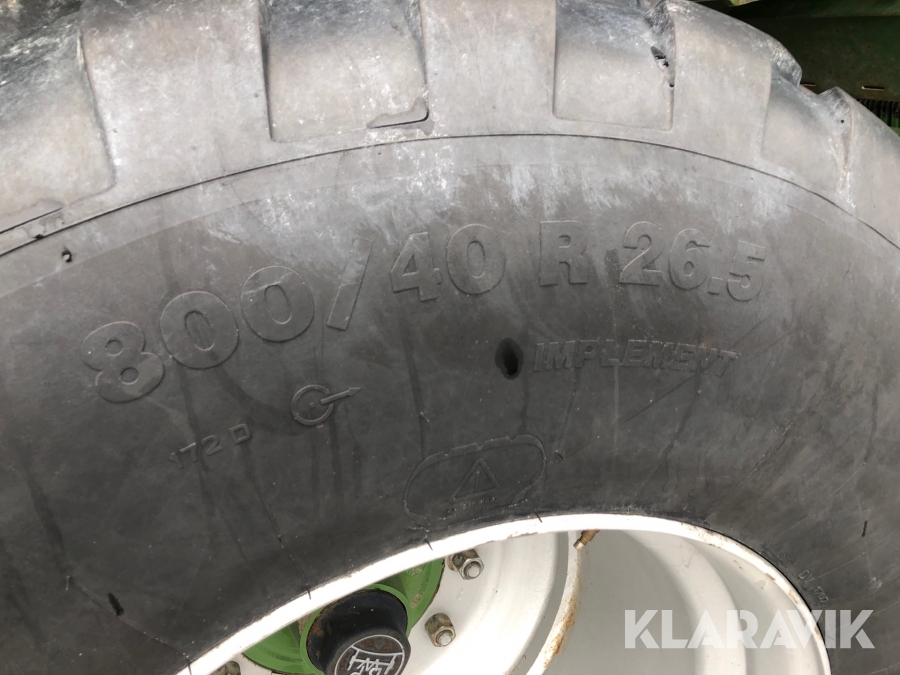 800/40 R 26.5
IMPLEMENT
172 D
KLARAVIK